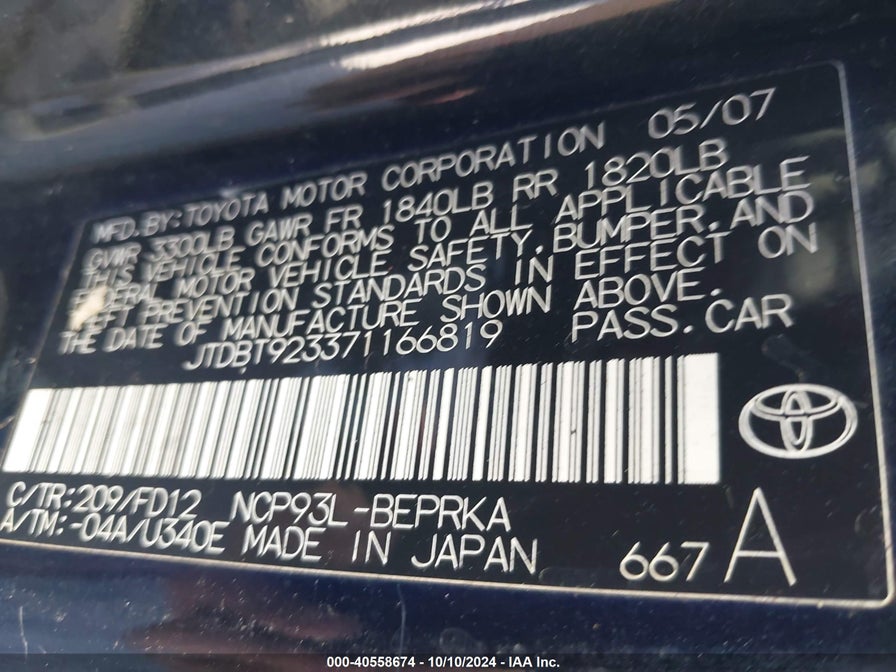 MFD.BY:TOYOTA MOTOR CORPORATION 05/07
GVWR 3300LB GAWR FR 1840LB RR 1820LB
THIS VEHICLE CONFORMS TO ALL APPLICABLE
FEDERAL MOTOR VEHICLE SAFETY,BUMPER,AND
THEFT PREVENTION STANDARDS IN EFFECT ON
THE DATE OF MANUFACTURE SHOWN ABOVE.
JTDBT923371166819 PASS.CAR
C/TR:209/FD12 NCP93L-BEPRKA
A/TM:-04A/U340E MADE IN JAPAN
667 A
000-40558674 - 10/10/2024 - IAA Inc.